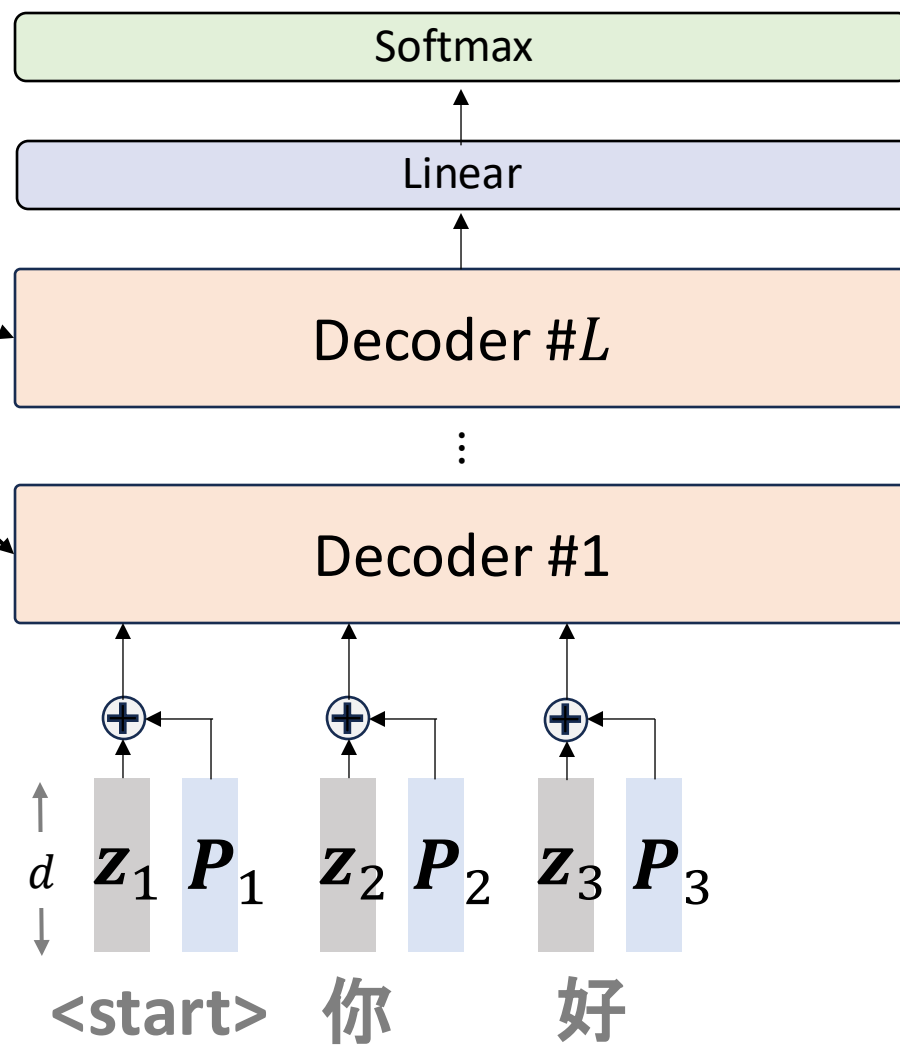 Softmax
Linear
Decoder #L
⋮
Decoder #1
d z₁ P₁ z₂ P₂ z₃ P₃
<start> 你 好